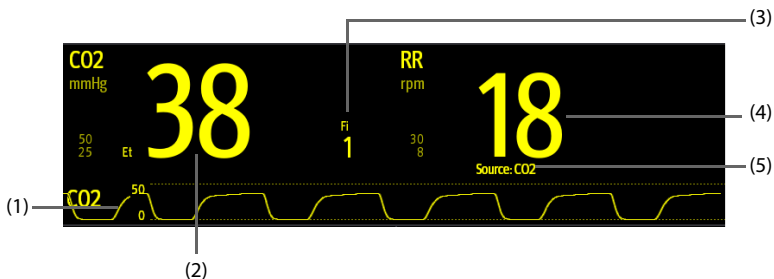 (3)
CO2
mmHg
50
25
Et
38
Fi
1
RR
rpm
30
8
18
(4)
Source: CO2
(5)
CO2
50
0
(1)
(2)